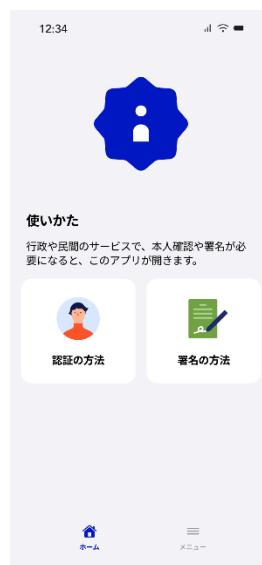 12:34
使いかた
行政や民間のサービスで、本人確認や署名が必
要になると、このアプリが開きます。
認証の方法
署名の方法
ホーム
メニュー